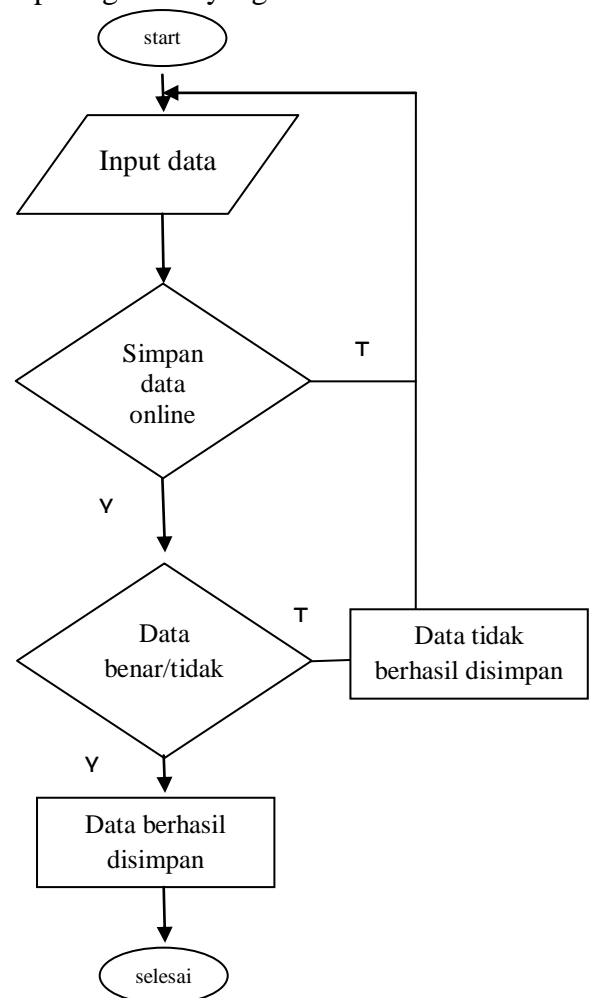 start
Input data
Simpan
data
online
T
Y
Data
benar/tidak
T
Data tidak
berhasil disimpan
Y
Data berhasil
disimpan
selesai